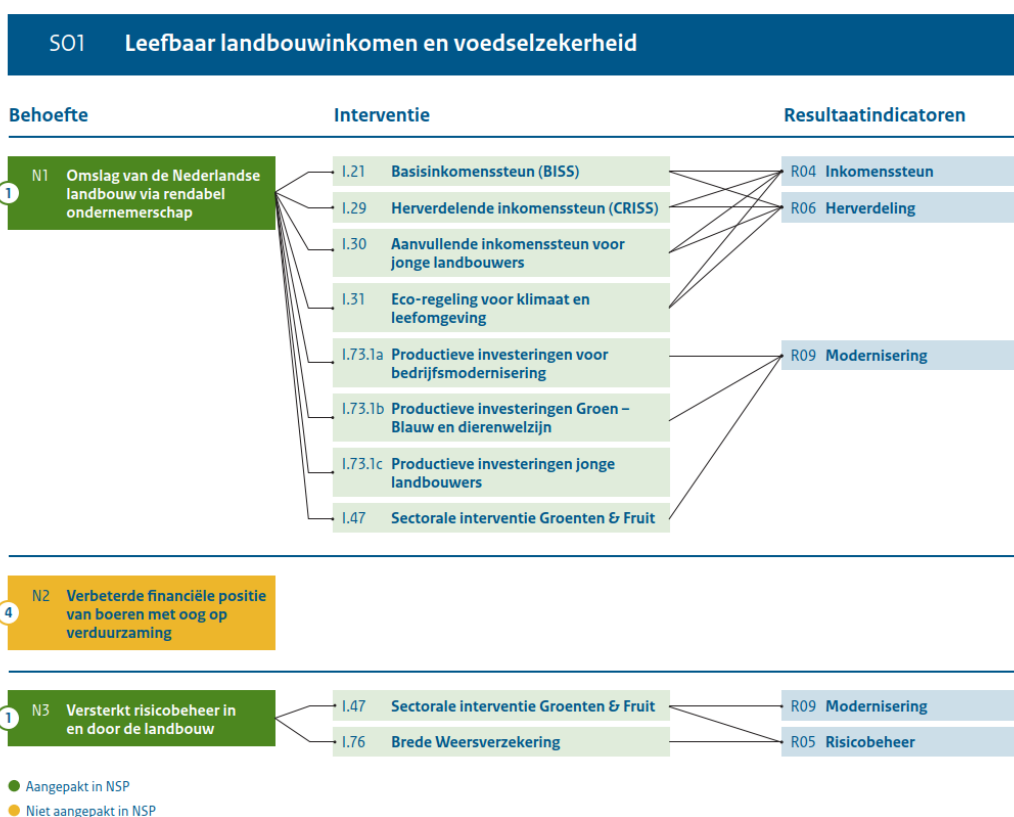 SO1 Leefbaar landbouwinkomen en voedselzekerheid
Behoefte Interventie Resultaatindicatoren
1
N1 Omslag van de Nederlandse
landbouw via rendabel
ondernemerschap
I.21 Basisinkomenssteun (BISS)
I.29 Herverdelende inkomenssteun (CRISS)
I.30 Aanvullende inkomenssteun voor
jonge landbouwers
I.31 Eco-regeling voor klimaat en
leefomgeving
I.73.1a Productieve investeringen voor
bedrijfsmodernisering
I.73.1b Productieve investeringen Groen –
Blauw en dierenwelzijn
I.73.1c Productieve investeringen jonge
landbouwers
I.47 Sectorale interventie Groenten & Fruit
R04 Inkomenssteun
R06 Herverdeling
R09 Modernisering
4
N2 Verbeterde financiële positie
van boeren met oog op
verduurzaming
1
N3 Versterkt risicobeheer in
en door de landbouw
I.47 Sectorale interventie Groenten & Fruit
I.76 Brede Weersverzekering
R09 Modernisering
R05 Risicobeheer
Aangepakt in NSP
Niet aangepakt in NSP